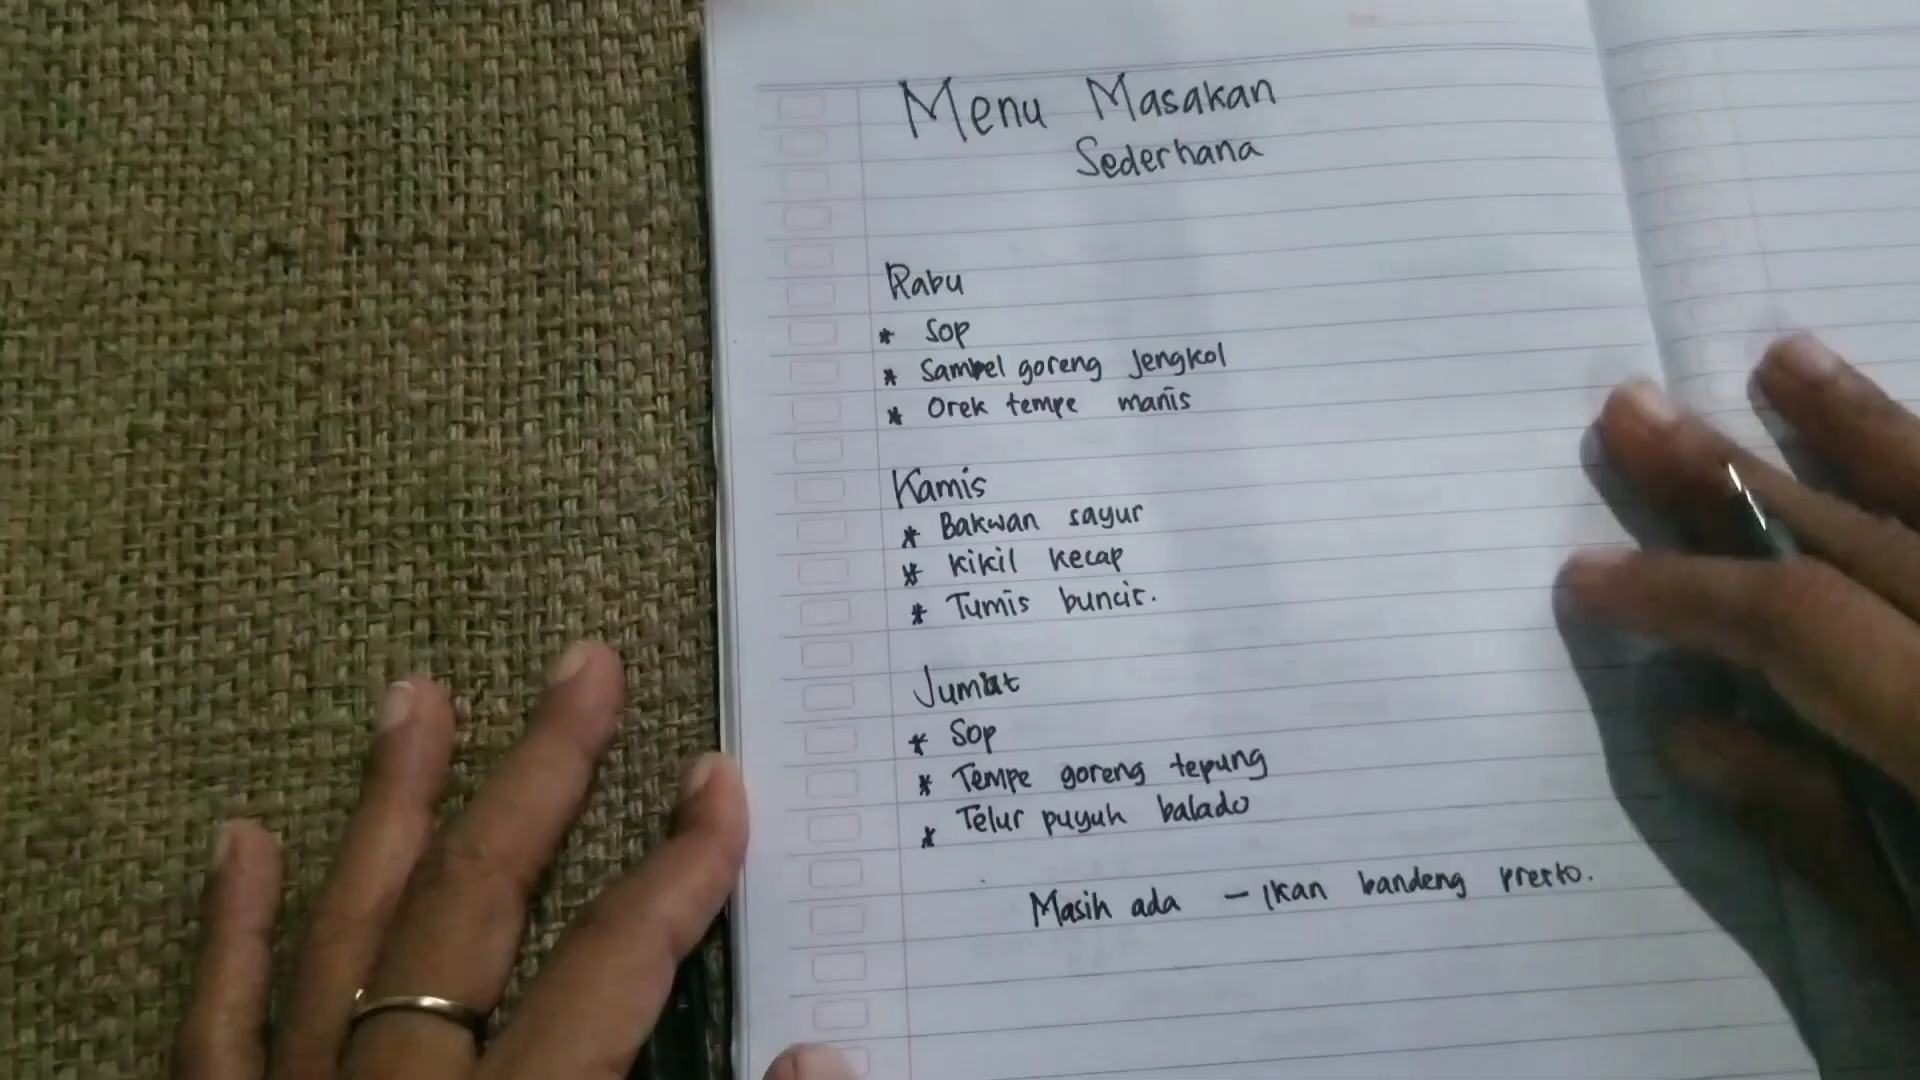 Menu Masakan
Sederhana
Rabu
* Sop
* Sambel goreng Jengkol
* Orek tempe manis
Kamis
* Bakwan sayur
* Kikil kecap
* Tumis buncis.
Jumat
* Sop
* Tempe goreng tepung
* Telur puyuh balado
Masih ada - Ikan bandeng presto.